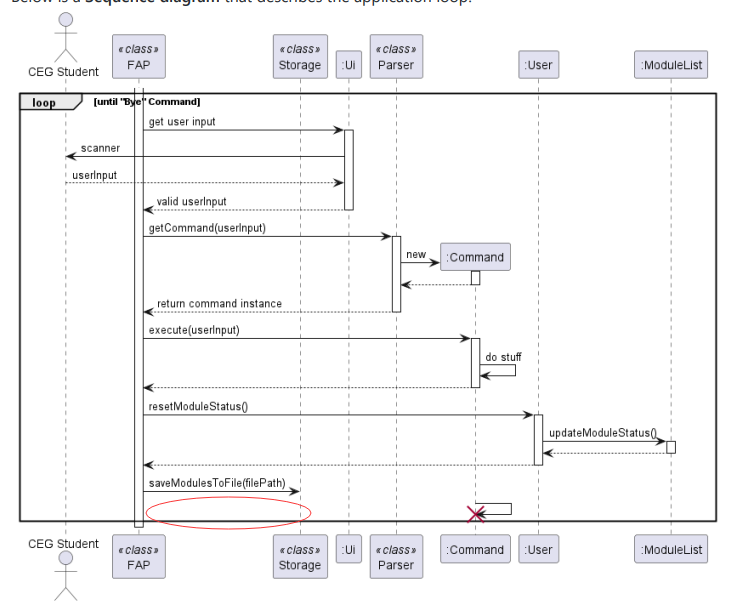 Below is a Sequence diagram that describes the application loop.
CEG Student
«class»
FAP
«class»
Storage
:Ui
«class»
Parser
:User
:ModuleList
loop
[until "Bye" Command]
get user input
scanner
userInput
valid userInput
getCommand(userInput)
new
:Command
return command instance
execute(userInput)
do stuff
resetModuleStatus()
updateModuleStatus()
saveModulesToFile(filePath)
CEG Student
«class»
FAP
«class»
Storage
:Ui
«class»
Parser
:Command
:User
:ModuleList